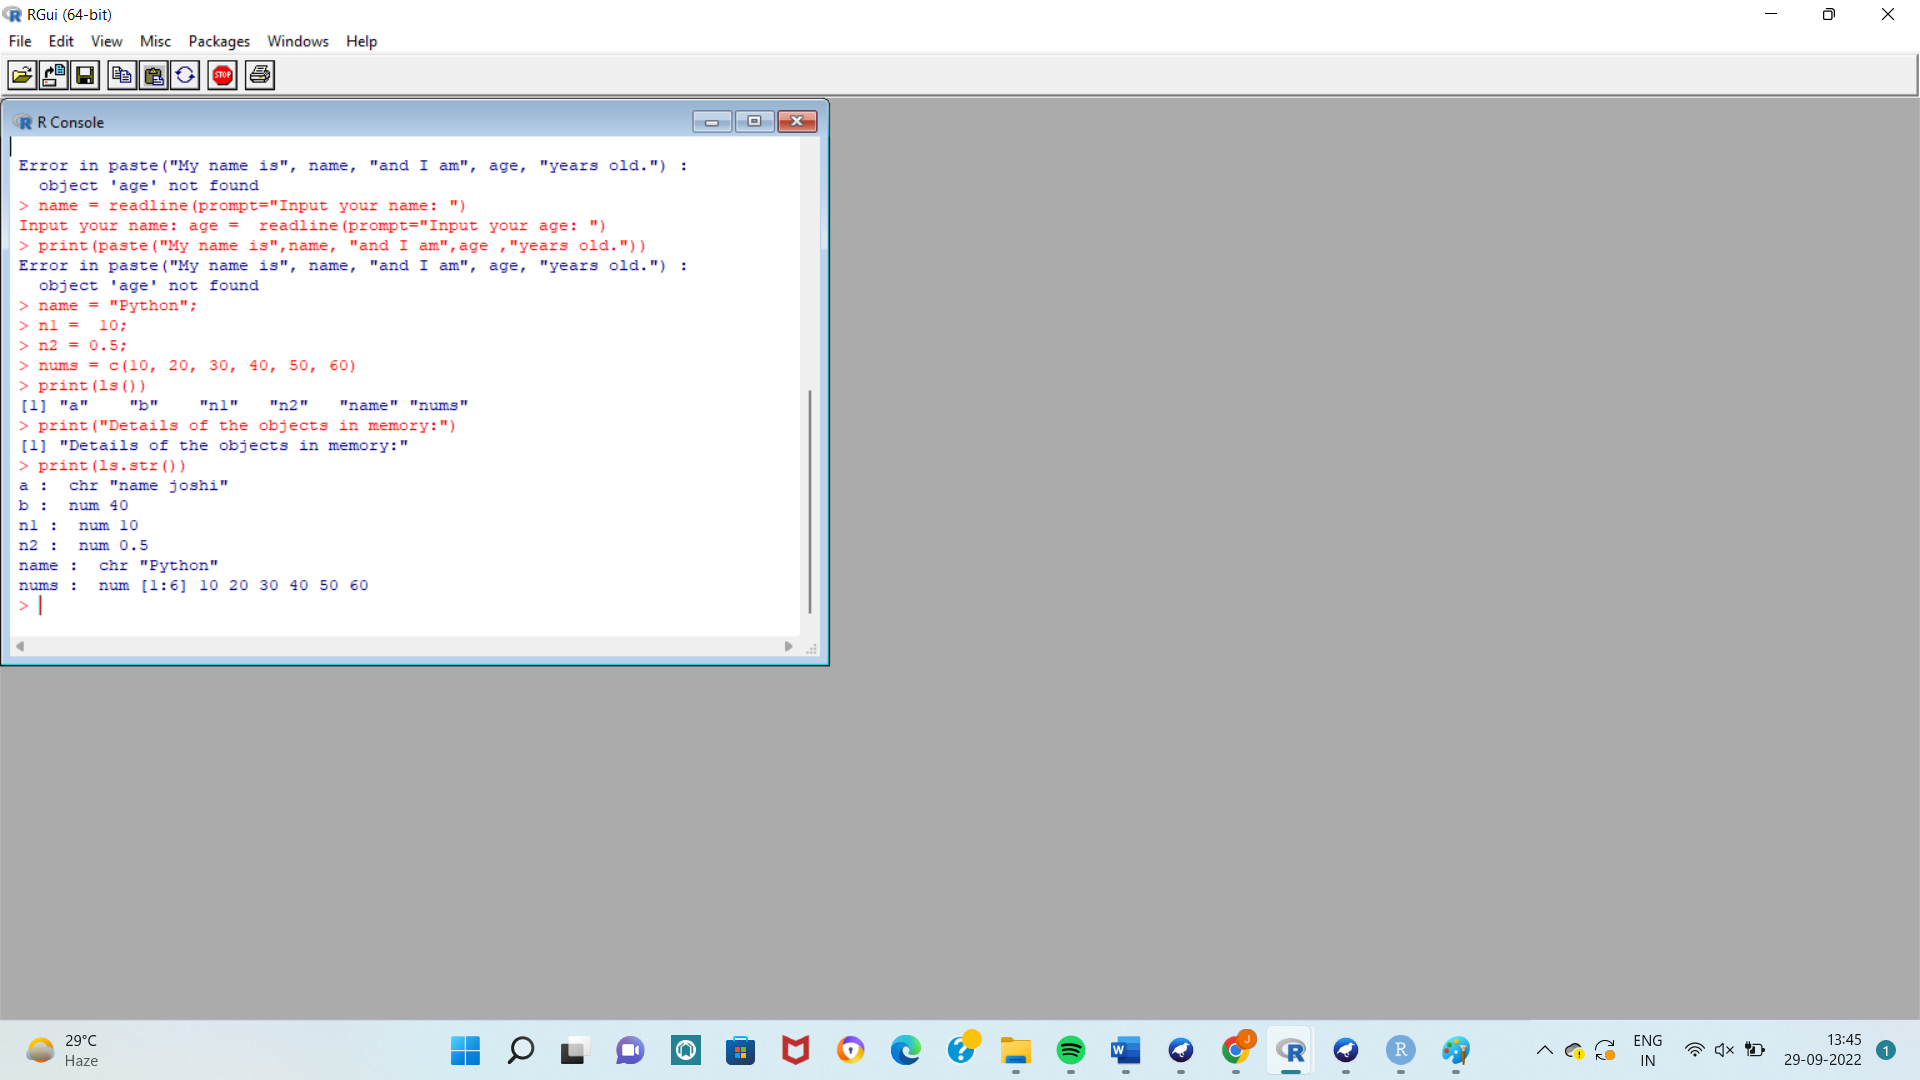 RGui (64-bit)
File Edit View Misc Packages Windows Help
STOP
R Console
Error in paste("My name is", name, "and I am", age, "years old.") :
  object 'age' not found
> name = readline(prompt="Input your name: ")
Input your name: age =  readline(prompt="Input your age: ")
> print(paste("My name is",name, "and I am",age ,"years old."))
Error in paste("My name is", name, "and I am", age, "years old.") :
  object 'age' not found
> name = "Python";
> n1 =  10;
> n2 = 0.5;
> nums = c(10, 20, 30, 40, 50, 60)
> print(ls())
[1] "a"    "b"    "n1"   "n2"   "name" "nums"
> print("Details of the objects in memory:")
[1] "Details of the objects in memory:"
> print(ls.str())
a :  chr "name joshi"
b :  num 40
n1 :  num 10
n2 :  num 0.5
name :  chr "Python"
nums :  num [1:6] 10 20 30 40 50 60
>
29°C
Haze
J
ENG
IN
13:45
29-09-2022
1